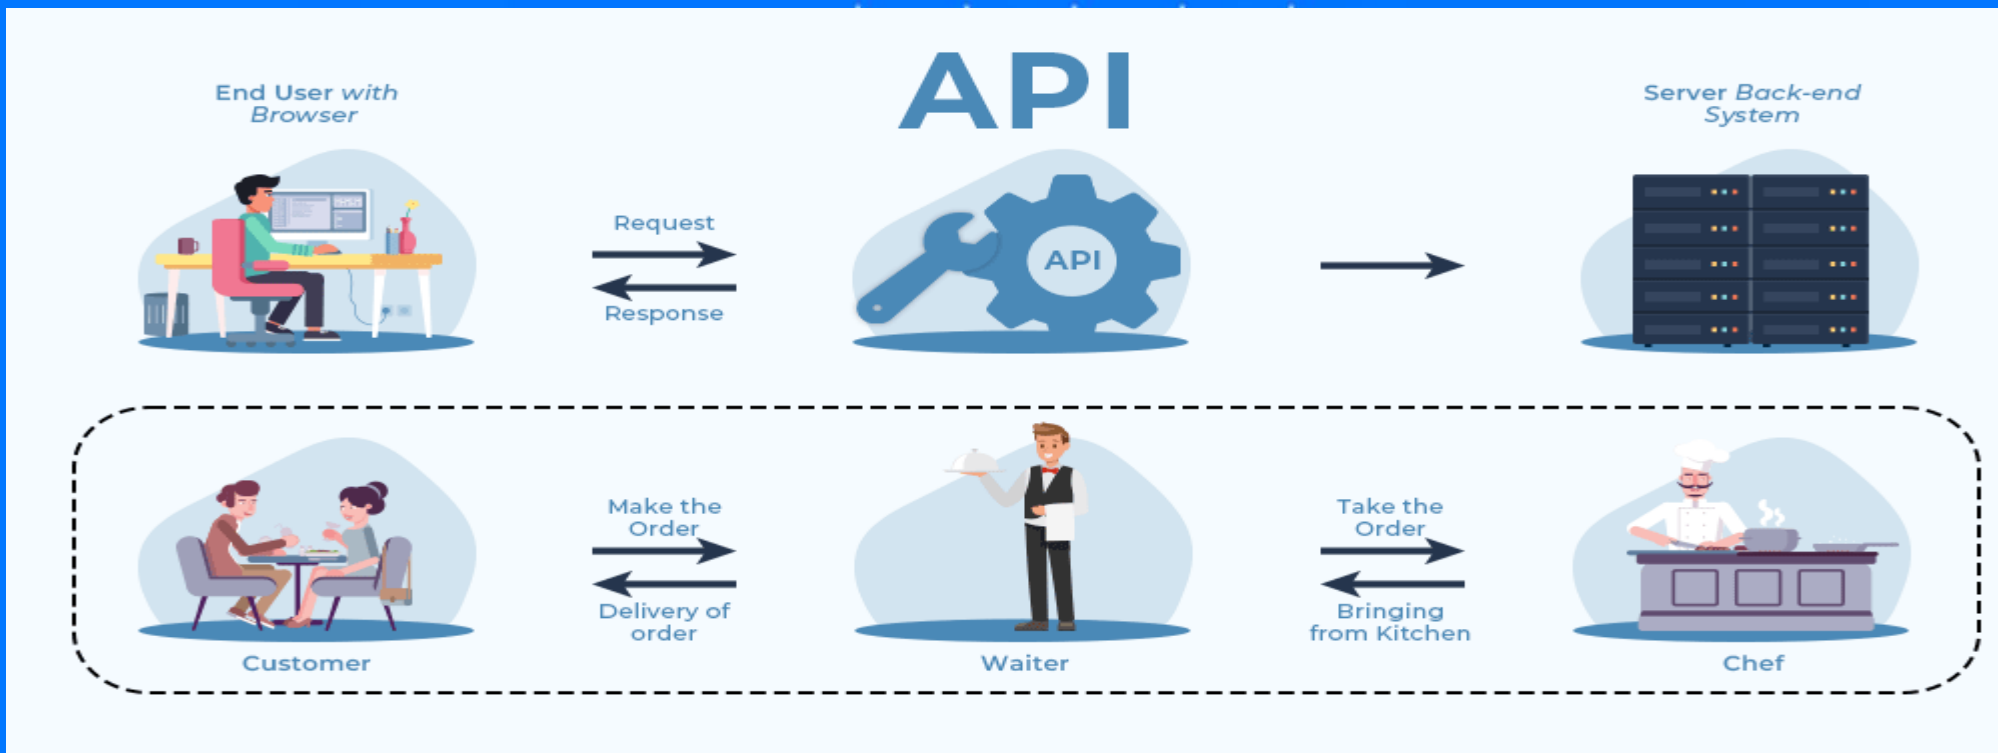 API
End User with
Browser
Server Back-end
System
Request
Response
API
Make the
Order
Delivery of
order
Take the
Order
Bringing
from Kitchen
Customer
Waiter
Chef